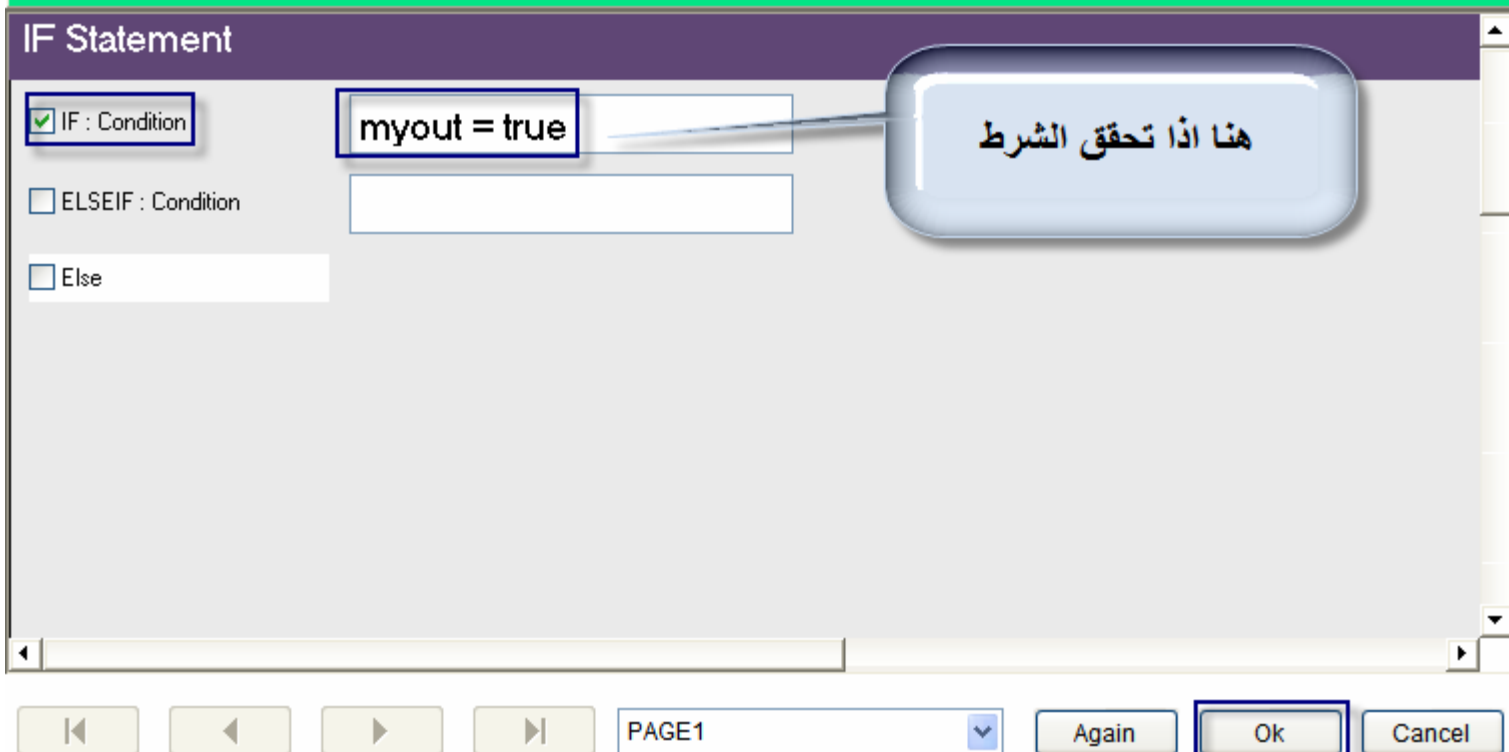 IF Statement
IF : Condition
myout = true
هنا اذا تحقق الشرط
ELSEIF : Condition
Else
PAGE1
Again
Ok
Cancel